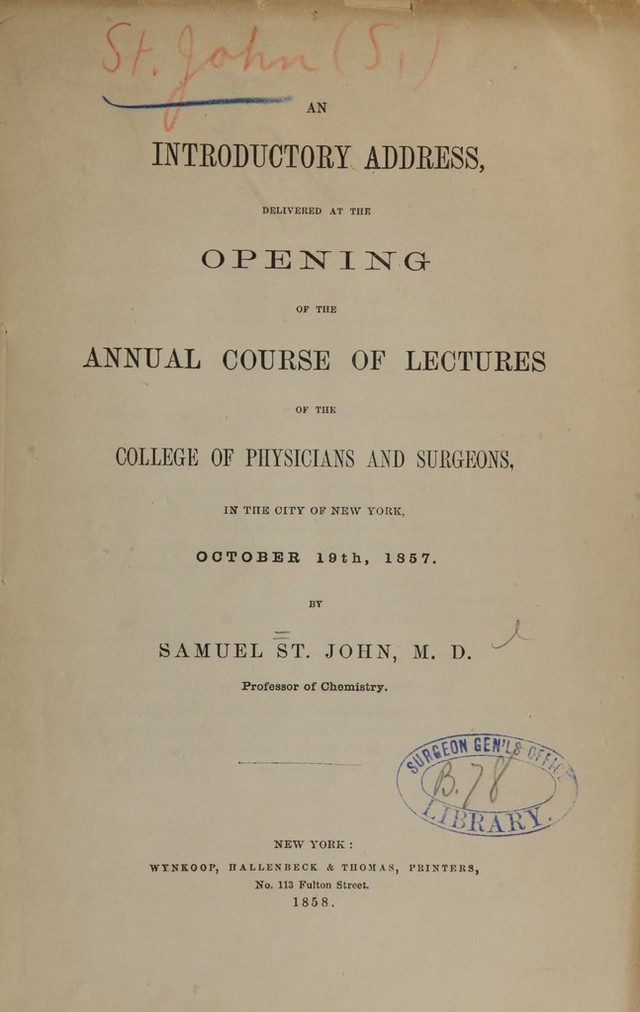 St. John (S.)
AN
INTRODUCTORY ADDRESS,
DELIVERED AT THE
OPENING
OF THE
ANNUAL COURSE OF LECTURES
OF THE
COLLEGE OF PHYSICIANS AND SURGEONS,
IN THE CITY OF NEW YORK,
OCTOBER 19th, 1857.
BY
SAMUEL ST. JOHN, M. D.
Professor of Chemistry.
SURGEON GEN'LS OFFICE
B. 78
LIBRARY.
NEW YORK:
WYNKOOP, HALLENBECK & THOMAS, PRINTERS,
No. 113 Fulton Street.
1858.